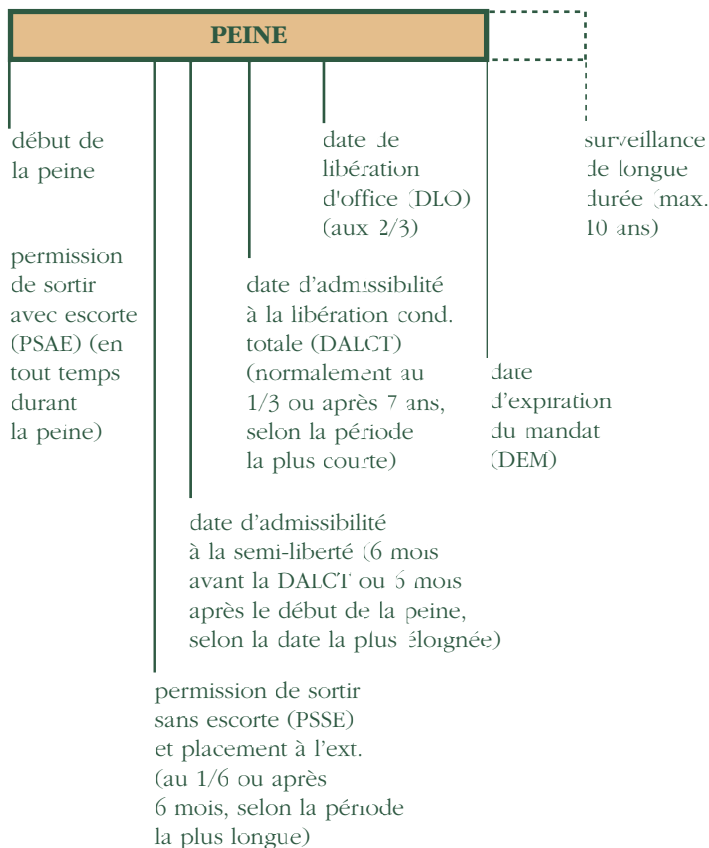 PEINE
début de
la peine
permission
de sortir
avec escorte
(PSAE) (en
tout temps
durant
la peine)
date de
libération
d'office (DLO)
(aux 2/3)
surveillance
de longue
durée (max.
10 ans)
date d'admissibilité
à la libération cond.
totale (DALCT)
(normalement au
1/3 ou après 7 ans,
selon la période
la plus courte)
date
d'expiration
du mandat
(DEM)
date d'admissibilité
à la semi-liberté (6 mois
avant la DALCT ou 6 mois
après le début de la peine,
selon la date la plus éloignée)
permission de sortir
sans escorte (PSSE)
et placement à l'ext.
(au 1/6 ou après
6 mois, selon la période
la plus longue)